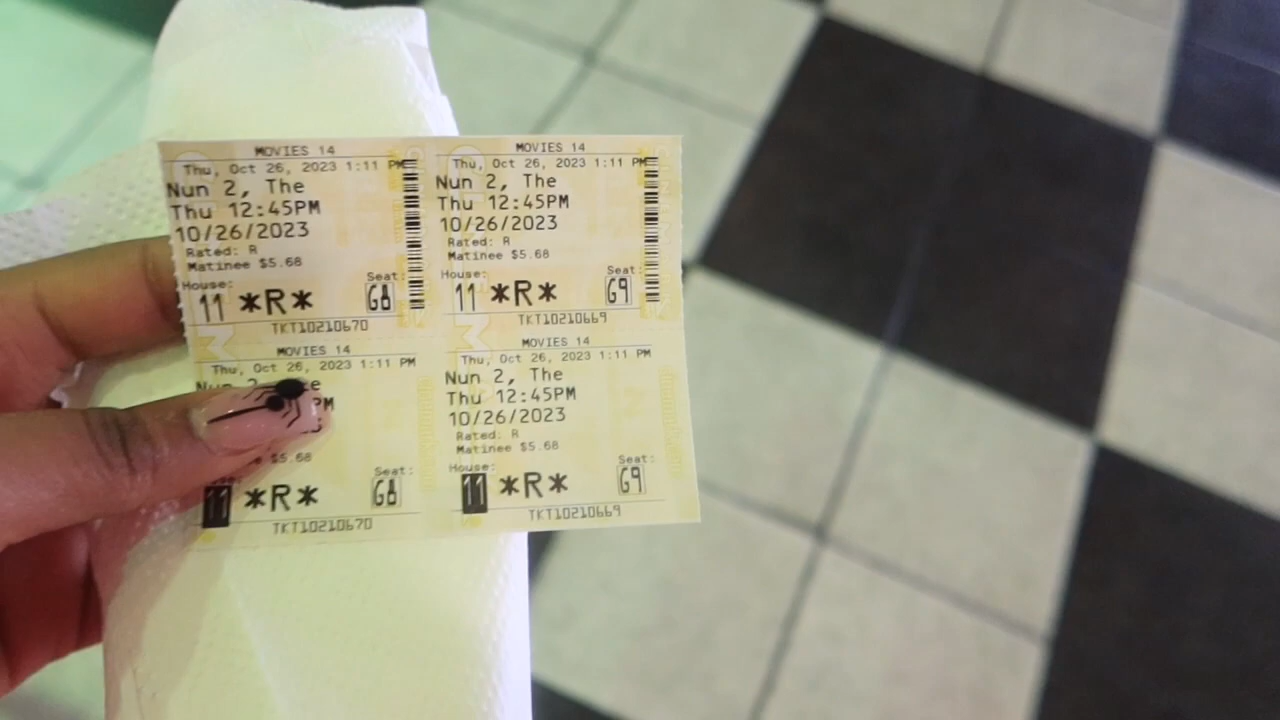 MOVIES 14
Thu, Oct 26, 2023 1:11 PM
Nun 2, The
Thu 12:45PM
10/26/2023
Rated: R
Matinee $5.68
House:
Seat:
11 *R* G8
TKT10210670
MOVIES 14
Thu, Oct 26, 2023 1:11 PM
Nun 2, The
Thu 12:45PM
10/26/2023
Rated: R
Matinee $5.68
House:
Seat:
11 *R* G9
TKT10210669
MOVIES 14
Thu, Oct 26, 2023 1:11 PM
Nun 2,
PM
$5.68
Seat:
11 *R* G8
TKT10210670
MOVIES 14
Thu, Oct 26, 2023 1:11 PM
Nun 2, The
Thu 12:45PM
10/26/2023
Rated: R
Matinee $5.68
House:
Seat:
11 *R* G9
TKT10210669